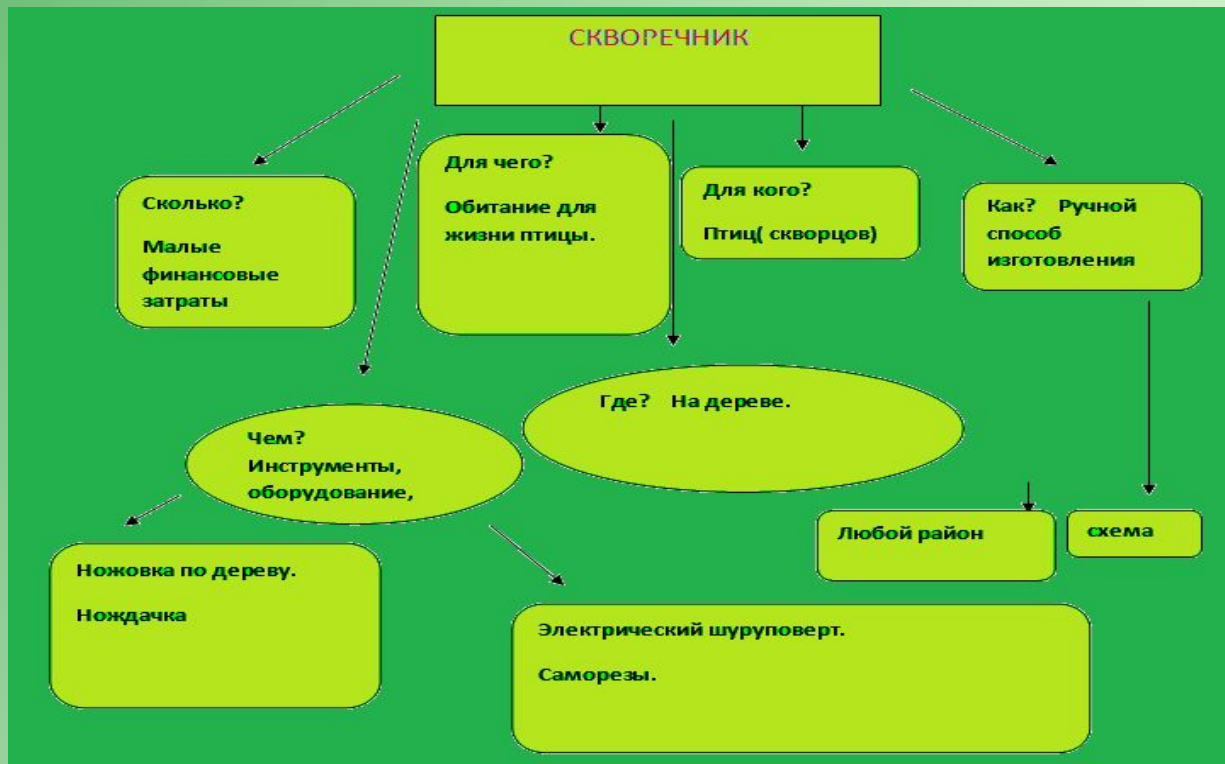 СКВОРЕЧНИК
Сколько?
Малые
финансовые
затраты
Для чего?
Обитание для
жизни птицы.
Для кого?
Птиц( скворцов)
Как? Ручной
способ
изготовления
Где? На дереве.
Чем?
Инструменты,
оборудование,
Любой район
схема
Ножовка по дереву.
Нождачка
Электрический шуруповерт.
Саморезы.